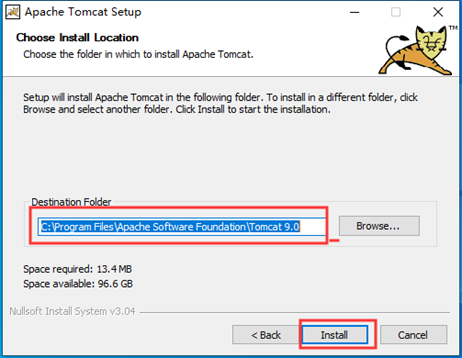 Apache Tomcat Setup
Choose Install Location
Choose the folder in which to install Apache Tomcat.
TM
Setup will install Apache Tomcat in the following folder. To install in a different folder, click
Browse and select another folder. Click Install to start the installation.
Destination Folder
C:\Program Files\Apache Software Foundation\Tomcat 9.0
Browse...
Space required: 13.4 MB
Space available: 96.6 GB
Nullsoft Install System v3.04
< Back
Install
Cancel